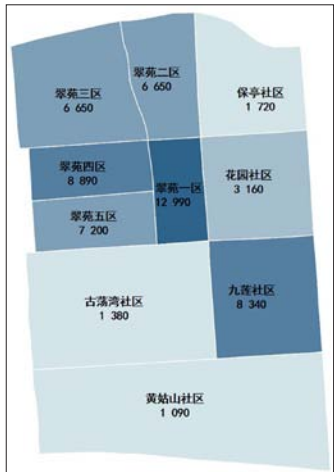 翠苑三区
6 650
翠苑二区
6 650
保亭社区
1 720
翠苑四区
8 890
翠苑一区
12 990
花园社区
3 160
翠苑五区
7 200
古荡湾社区
1 380
九莲社区
8 340
黄姑山社区
1 090